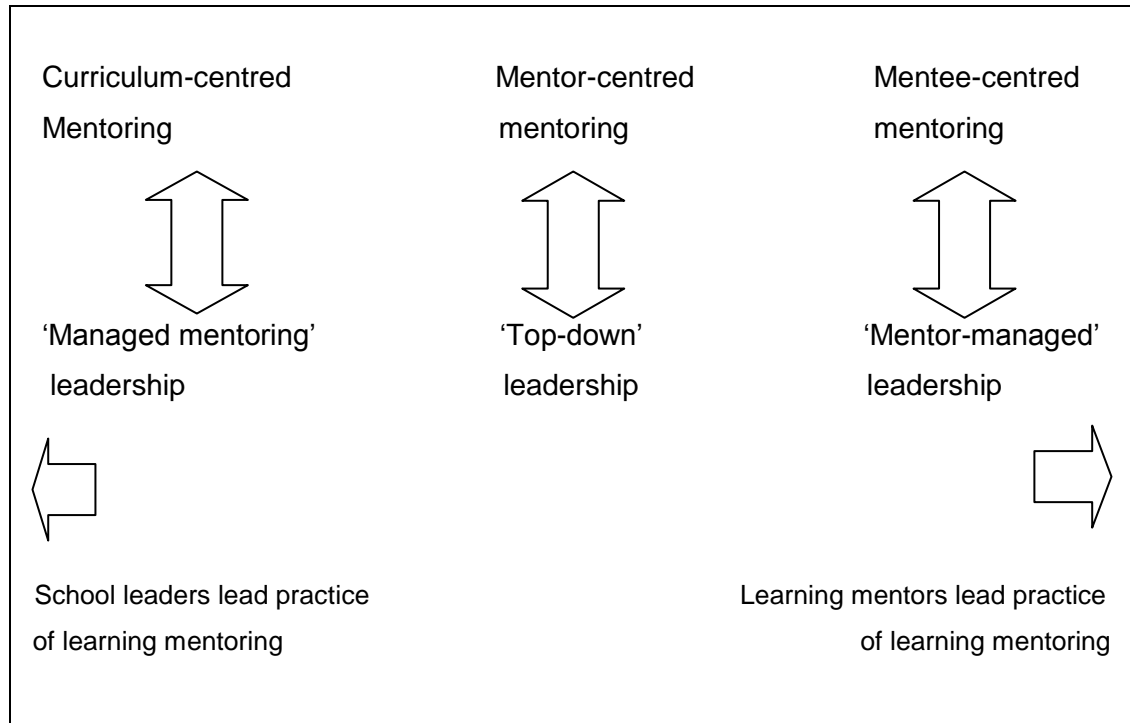 Curriculum-centred
Mentoring
Mentor-centred
mentoring
Mentee-centred
mentoring
‘Managed mentoring’
leadership
‘Top-down’
leadership
‘Mentor-managed’
leadership
School leaders lead practice
of learning mentoring
Learning mentors lead practice
of learning mentoring